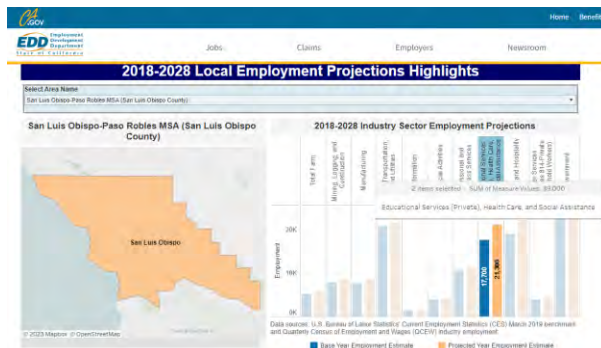 CA
.GOV
Home Benefit
EDD
Employment
Development
Department
State of California
Jobs Claims Employers Newsroom
2018-2028 Local Employment Projections Highlights
Select Area Name
San Luis Obispo-Paso Robles MSA (San Luis Obispo County)
San Luis Obispo-Paso Robles MSA (San Luis Obispo
County)
San Luis Obispo
© 2023 Mapbox © OpenStreetMap
2018-2028 Industry Sector Employment Projections
Total Farm
Mining, Logging, and
Construction
Manufacturing
Transportation
and Utilities
2 items selected - SUM of Measure Values:
Educational Services (Private), Health Care, and Social Assistance
Employment
20K
10K
0K
17,700
21,300
Data sources: U.S. Bureau of Labor Statistics' Current Employment Statistics (CES) March 2019 benchmark
and Quarterly Census of Employment and Wages (QCEW) industry employment.
Base Year Employment Estimate
Projected Year Employment Estimate